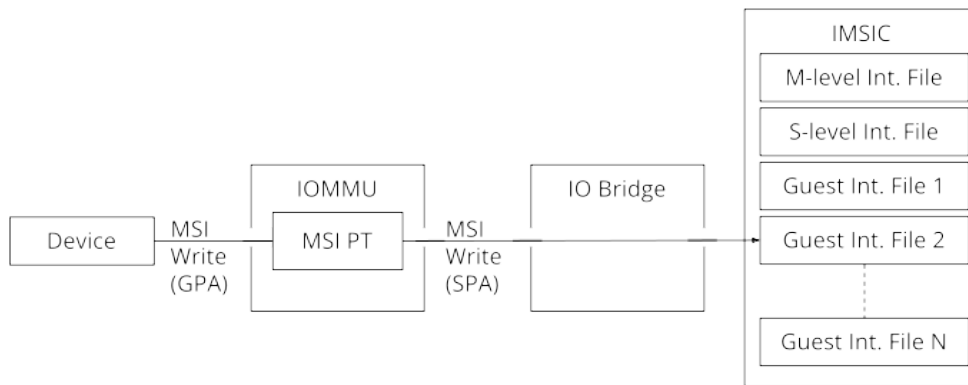 IMSIC
M-level Int. File
S-level Int. File
Guest Int. File 1
Guest Int. File 2
Guest Int. File N
IOMMU
MSI PT
IO Bridge
Device
MSI
Write
(GPA)
MSI
Write
(SPA)